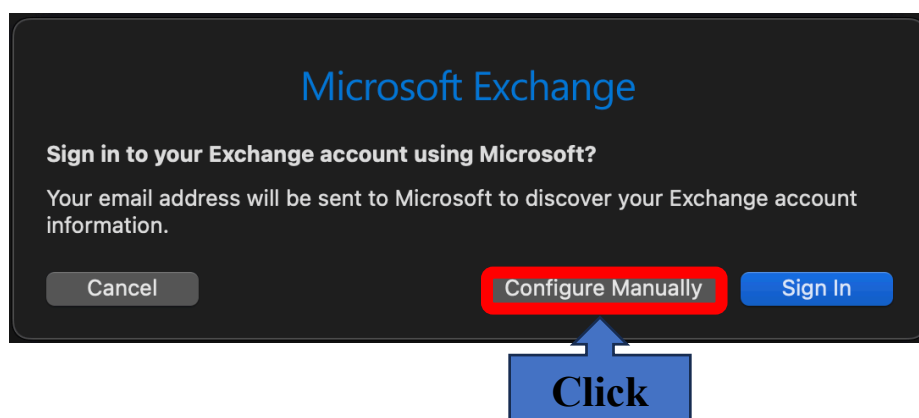 Microsoft Exchange
Sign in to your Exchange account using Microsoft?
Your email address will be sent to Microsoft to discover your Exchange account
information.
Cancel Configure Manually Sign In
Click